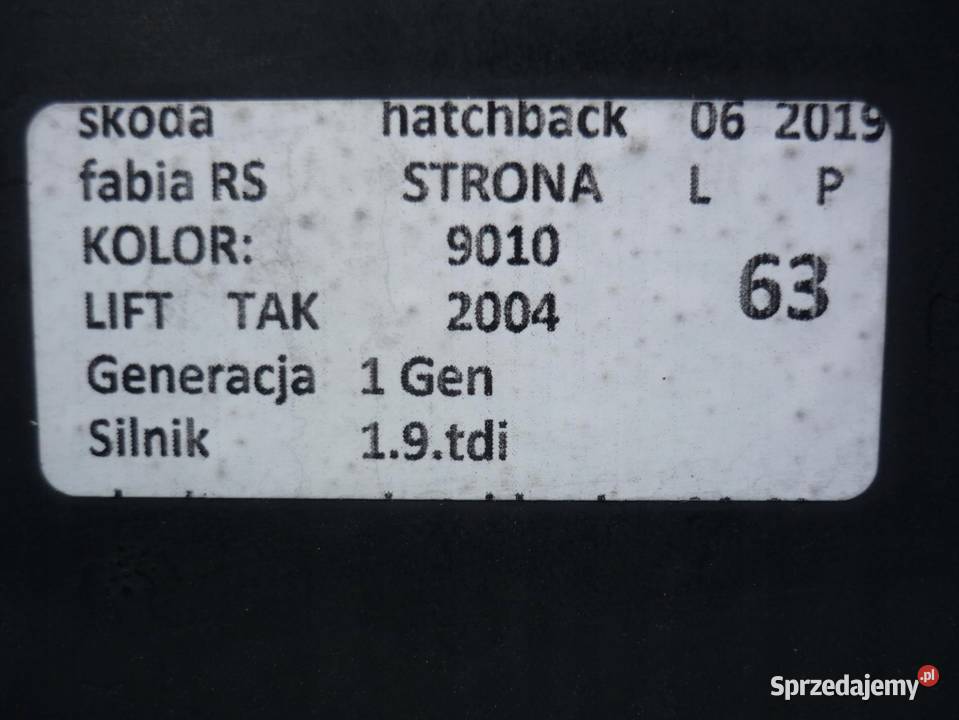 skoda hatchback 06 2019
fabia RS STRONA L P
KOLOR: 9010
63
LIFT TAK 2004
Generacja 1 Gen
Silnik 1.9.tdi
Sprzedajemy.pl